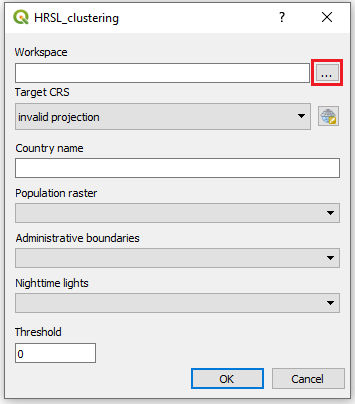 HRSL_clustering
Workspace
...
Target CRS
invalid projection
Country name
Population raster
Administrative boundaries
Nighttime lights
Threshold
0
OK Cancel